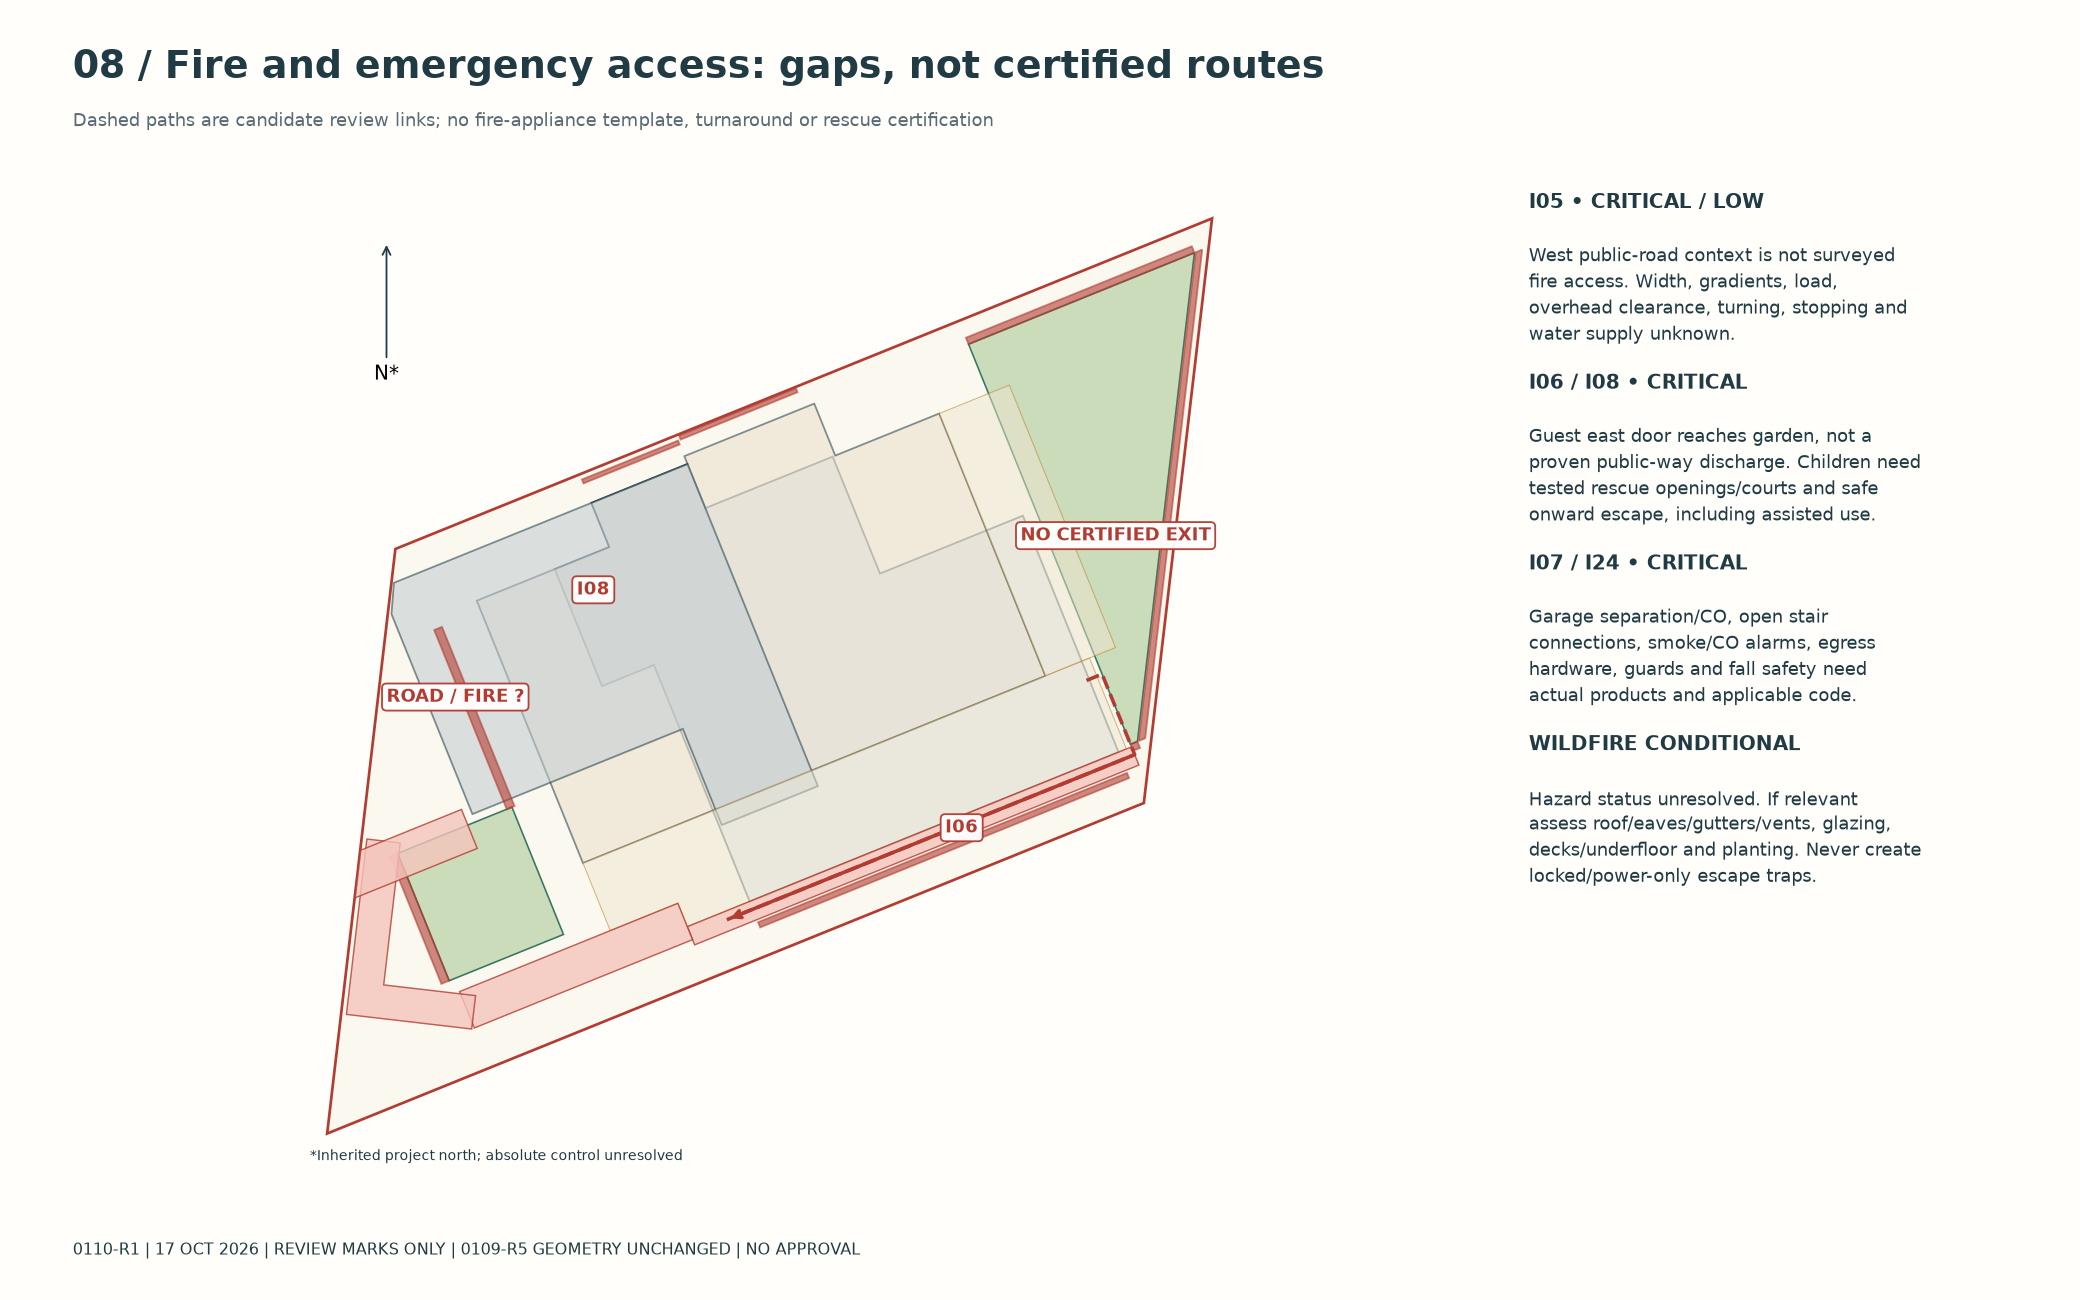 08 / Fire and emergency access: gaps, not certified routes
Dashed paths are candidate review links; no fire-appliance template, turnaround or rescue certification
N*
I08
NO CERTIFIED EXIT
ROAD / FIRE ?
I06
*Inherited project north; absolute control unresolved
I05 • CRITICAL / LOW
West public-road context is not surveyed
fire access. Width, gradients, load,
overhead clearance, turning, stopping and
water supply unknown.
I06 / I08 • CRITICAL
Guest east door reaches garden, not a
proven public-way discharge. Children need
tested rescue openings/courts and safe
onward escape, including assisted use.
I07 / I24 • CRITICAL
Garage separation/CO, open stair
connections, smoke/CO alarms, egress
hardware, guards and fall safety need
actual products and applicable code.
WILDFIRE CONDITIONAL
Hazard status unresolved. If relevant
assess roof/eaves/gutters/vents, glazing,
decks/underfloor and planting. Never create
locked/power-only escape traps.
0110-R1 | 17 OCT 2026 | REVIEW MARKS ONLY | 0109-R5 GEOMETRY UNCHANGED | NO APPROVAL